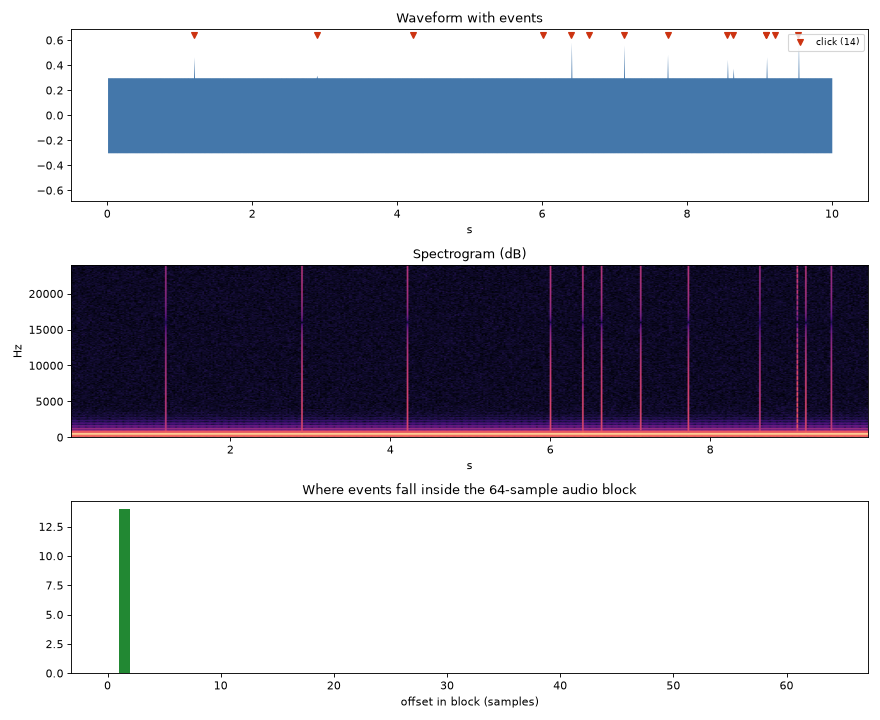 Waveform with events
click (14)
0.6
0.4
0.2
0.0
−0.2
−0.4
−0.6
0 2 4 6 8 10
s
Spectrogram (dB)
Hz
20000
15000
10000
5000
0
2 4 6 8
s
Where events fall inside the 64-sample audio block
12.5
10.0
7.5
5.0
2.5
0.0
0 10 20 30 40 50 60
offset in block (samples)